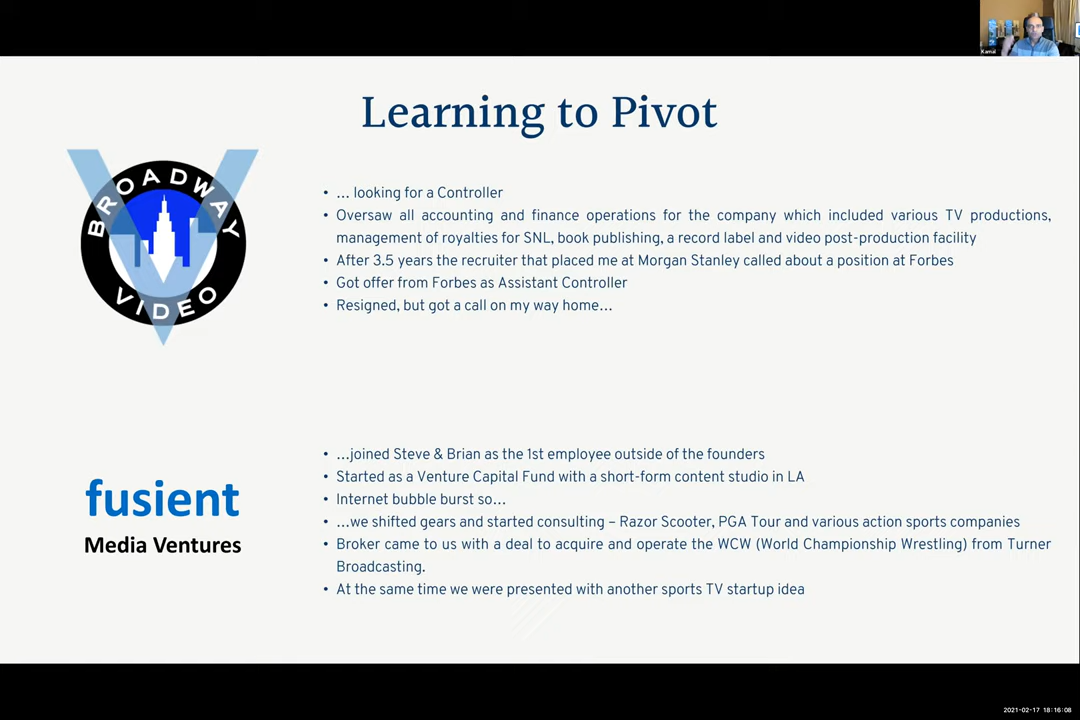 Kamal
Learning to Pivot
BROADWAY
VIDEO
• … looking for a Controller
• Oversaw all accounting and finance operations for the company which included various TV productions,
management of royalties for SNL, book publishing, a record label and video post-production facility
• After 3.5 years the recruiter that placed me at Morgan Stanley called about a position at Forbes
• Got offer from Forbes as Assistant Controller
• Resigned, but got a call on my way home…
fusient
Media Ventures
• …joined Steve & Brian as the 1st employee outside of the founders
• Started as a Venture Capital Fund with a short-form content studio in LA
• Internet bubble burst so…
• …we shifted gears and started consulting – Razor Scooter, PGA Tour and various action sports companies
• Broker came to us with a deal to acquire and operate the WCW (World Championship Wrestling) from Turner
Broadcasting.
• At the same time we were presented with another sports TV startup idea
2021-02-17 18:16:08